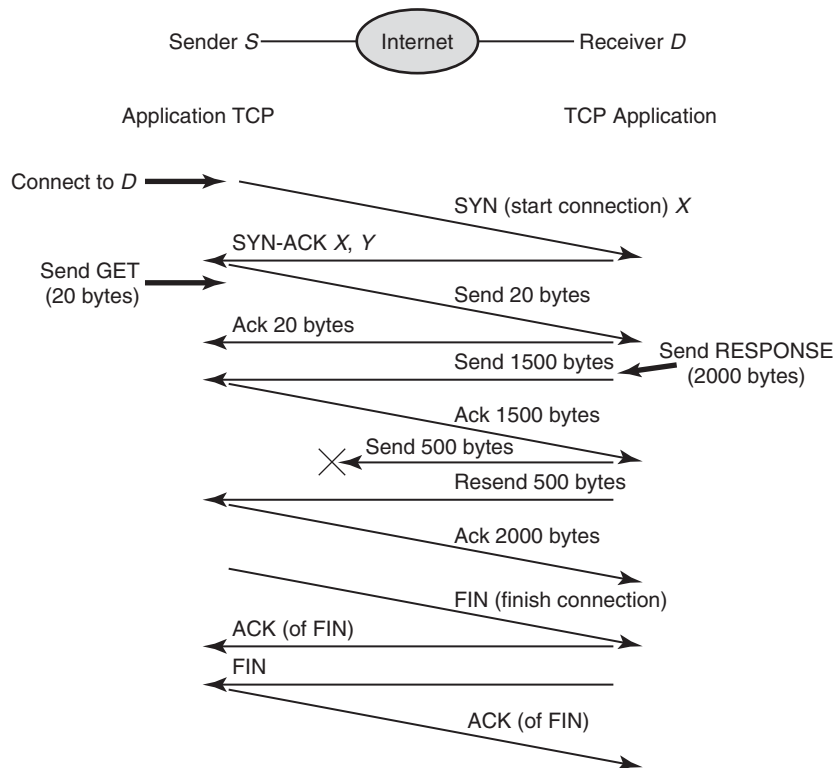 Sender S
Internet
Receiver D
Application TCP
TCP Application
Connect to D
SYN (start connection) X
SYN-ACK X, Y
Send GET
(20 bytes)
Send 20 bytes
Ack 20 bytes
Send 1500 bytes
Send RESPONSE
(2000 bytes)
Ack 1500 bytes
Send 500 bytes
Resend 500 bytes
Ack 2000 bytes
FIN (finish connection)
ACK (of FIN)
FIN
ACK (of FIN)